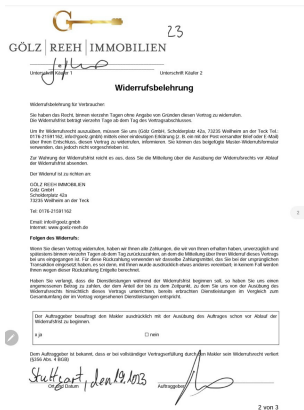 23
GÖLZ REEH IMMOBILIEN
Unterschrift Käufer 1
Unterschrift Käufer 2
Widerrufsbelehrung
Widerrufsbelehrung für Verbraucher:
Sie haben das Recht, binnen vierzehn Tagen ohne Angabe von Gründen diesen Vertrag zu widerrufen.
Die Widerrufsfrist beträgt vierzehn Tage ab dem Tag des Vertragsabschlusses.
Um Ihr Widerrufsrecht auszuüben, müssen Sie uns (Gölz GmbH, Scholderplatz 42a, 73235 Weilheim an der Teck Tel.:
0176-21591162, info@goelz.gmbh) mittels einer eindeutigen Erklärung (z. B. ein mit der Post versandter Brief oder E-Mail)
über Ihren Entschluss, diesen Vertrag zu widerrufen, informieren. Sie können das beigefügte Muster-Widerrufsformular
verwenden, das jedoch nicht vorgeschrieben ist.
Zur Wahrung der Widerrufsfrist reicht es aus, dass Sie die Mitteilung über die Ausübung des Widerrufsrechts vor Ablauf
der Widerrufsfrist absenden.
Der Widerruf ist zu richten an:
GÖLZ REEH IMMOBILIEN
Gölz GmbH
Scholderplatz 42a
73235 Weilheim an der Teck
Tel: 0176-21591162
Email: info@goelz.gmbh
Internet: www.goelz-reeh.de
Folgen des Widerrufs:
Wenn Sie diesen Vertrag widerrufen, haben wir Ihnen alle Zahlungen, die wir von Ihnen erhalten haben, unverzüglich und
spätestens binnen vierzehn Tagen ab dem Tag zurückzuzahlen, an dem die Mitteilung über Ihren Widerruf dieses Vertrags
bei uns eingegangen ist. Für diese Rückzahlung verwenden wir dasselbe Zahlungsmittel, das Sie bei der ursprünglichen
Transaktion eingesetzt haben, es sei denn, mit Ihnen wurde ausdrücklich etwas anderes vereinbart; in keinem Fall werden
Ihnen wegen dieser Rückzahlung Entgelte berechnet.
Haben Sie verlangt, dass die Dienstleistungen während der Widerrufsfrist beginnen soll, so haben Sie uns einen
angemessenen Betrag zu zahlen, der dem Anteil der bis zu dem Zeitpunkt, zu dem Sie uns von der Ausübung des
Widerrufsrechts hinsichtlich dieses Vertrags unterrichten, bereits erbrachten Dienstleistungen im Vergleich zum
Gesamtumfang der im Vertrag vorgesehenen Dienstleistungen entspricht.
Der Auftraggeber beauftragt den Makler ausdrücklich mit der Ausübung des Auftrages schon vor Ablauf der
Widerrufsfrist zu beginnen.
x ja ☐ nein
Dem Auftraggeber ist bekannt, dass er bei vollständiger Vertragserfüllung durch den Makler sein Widerrufsrecht verliert
(§356 Abs. 4 BGB)
Stuttgart, den
Ort und Datum
Auftraggeber
2 von 3